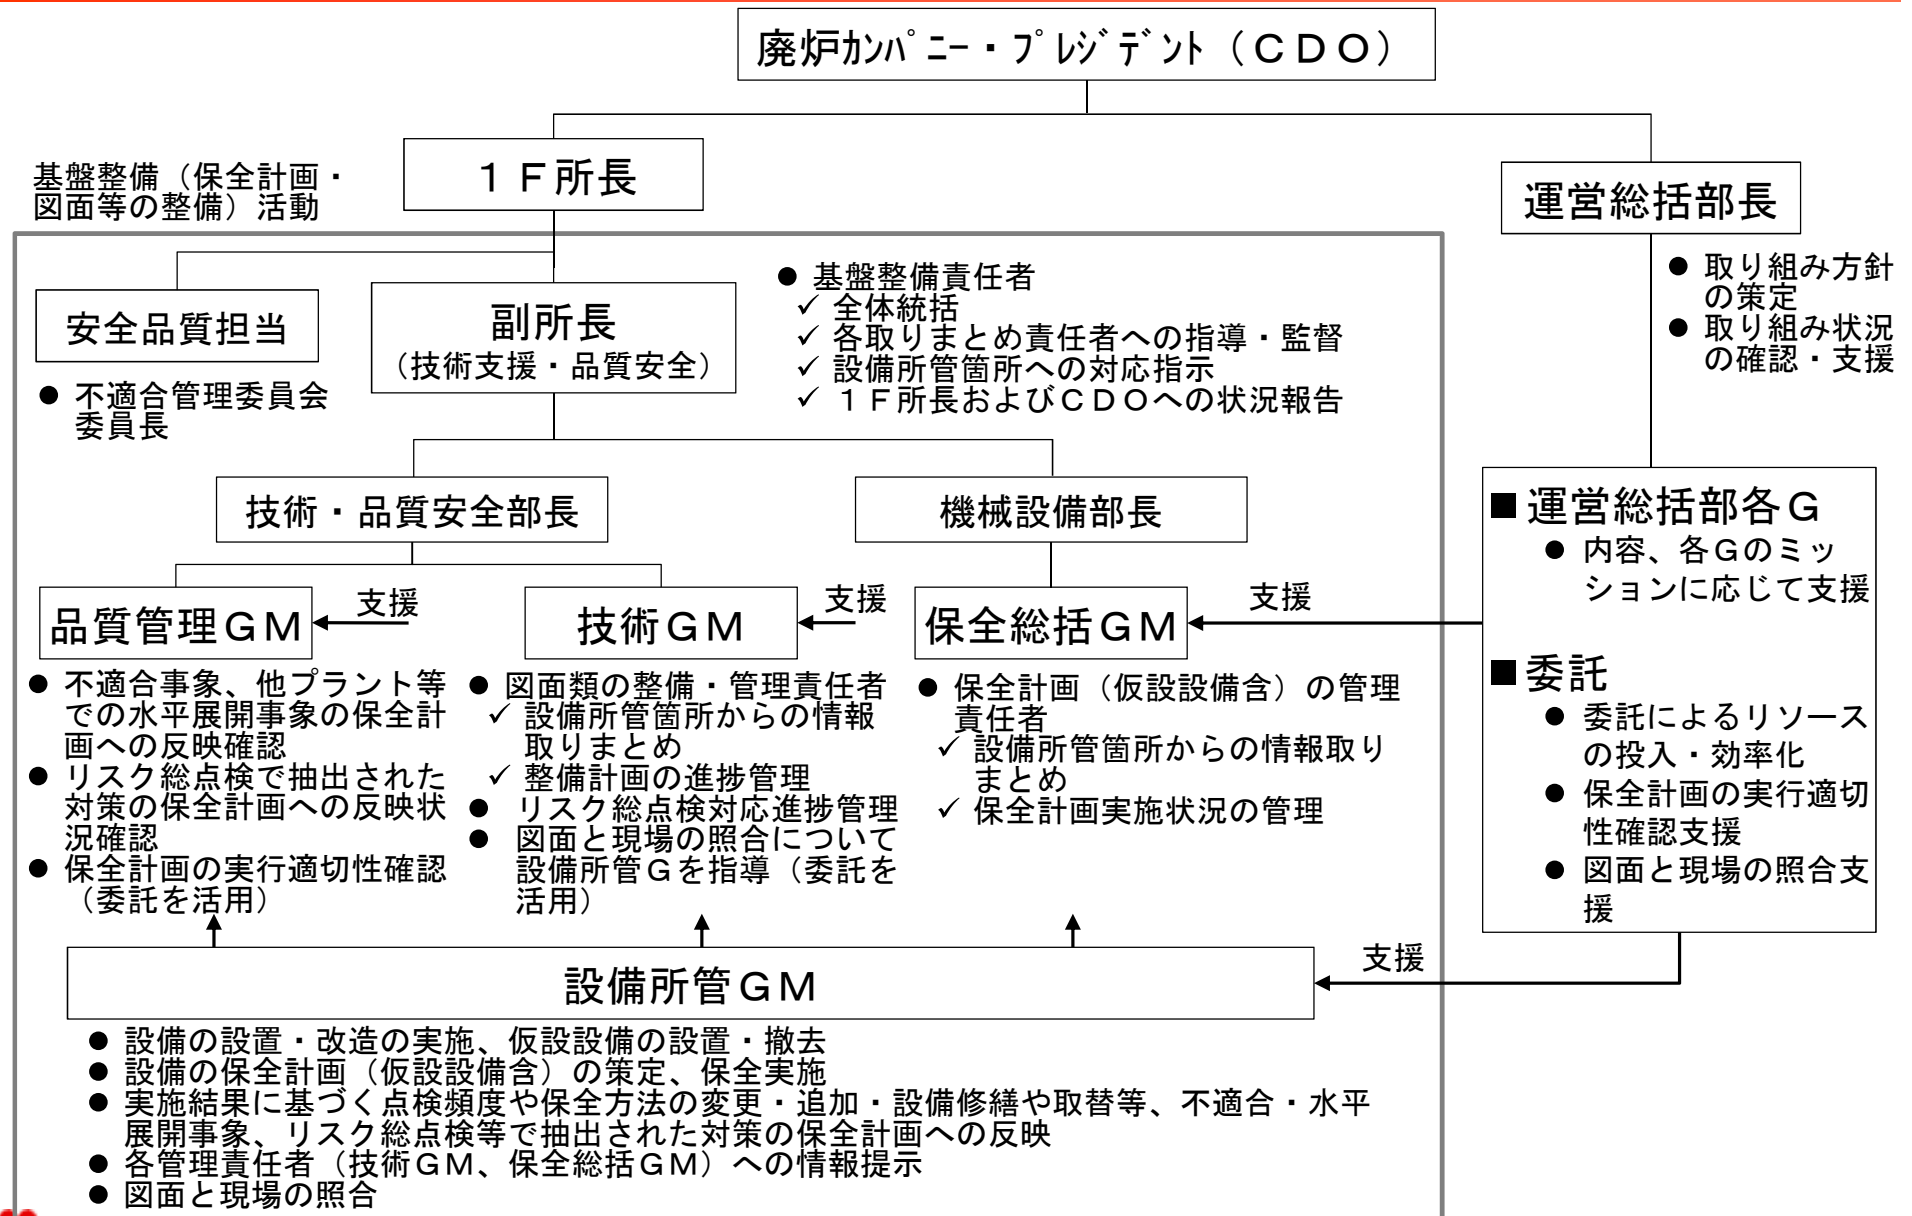 廃炉ｶﾝﾊﾟﾆｰ・ﾌﾟﾚｼﾞﾃﾞﾝﾄ（ＣＤＯ）
基盤整備（保全計画・
図面等の整備）活動
１Ｆ所長
運営総括部長
● 取り組み方針
の策定
● 取り組み状況
の確認・支援
安全品質担当
● 不適合管理委員会
委員長
副所長
（技術支援・品質安全）
● 基盤整備責任者
✓ 全体統括
✓ 各取りまとめ責任者への指導・監督
✓ 設備所管箇所への対応指示
✓ １Ｆ所長およびＣＤＯへの状況報告
技術・品質安全部長
機械設備部長
品質管理ＧＭ
支援
技術ＧＭ
支援
保全総括ＧＭ
支援
● 不適合事象、他プラント等
での水平展開事象の保全計
画への反映確認
● リスク総点検で抽出された
対策の保全計画への反映状
況確認
● 保全計画の実行適切性確認
（委託を活用）
● 図面類の整備・管理責任者
✓ 設備所管箇所からの情報
取りまとめ
✓ 整備計画の進捗管理
● リスク総点検対応進捗管理
● 図面と現場の照合について
設備所管Ｇを指導（委託を
活用）
● 保全計画（仮設設備含）の管理
責任者
✓ 設備所管箇所からの情報取り
まとめ
✓ 保全計画実施状況の管理
■ 運営総括部各Ｇ
● 内容、各Ｇのミッ
ションに応じて支援
■ 委託
● 委託によるリソース
の投入・効率化
● 保全計画の実行適切
性確認支援
● 図面と現場の照合支
援
支援
設備所管ＧＭ
● 設備の設置・改造の実施、仮設設備の設置・撤去
● 設備の保全計画（仮設設備含）の策定、保全実施
● 実施結果に基づく点検頻度や保全方法の変更・追加・設備修繕や取替等、不適合・水平
展開事象、リスク総点検等で抽出された対策の保全計画への反映
● 各管理責任者（技術ＧＭ、保全総括ＧＭ）への情報提示
● 図面と現場の照合